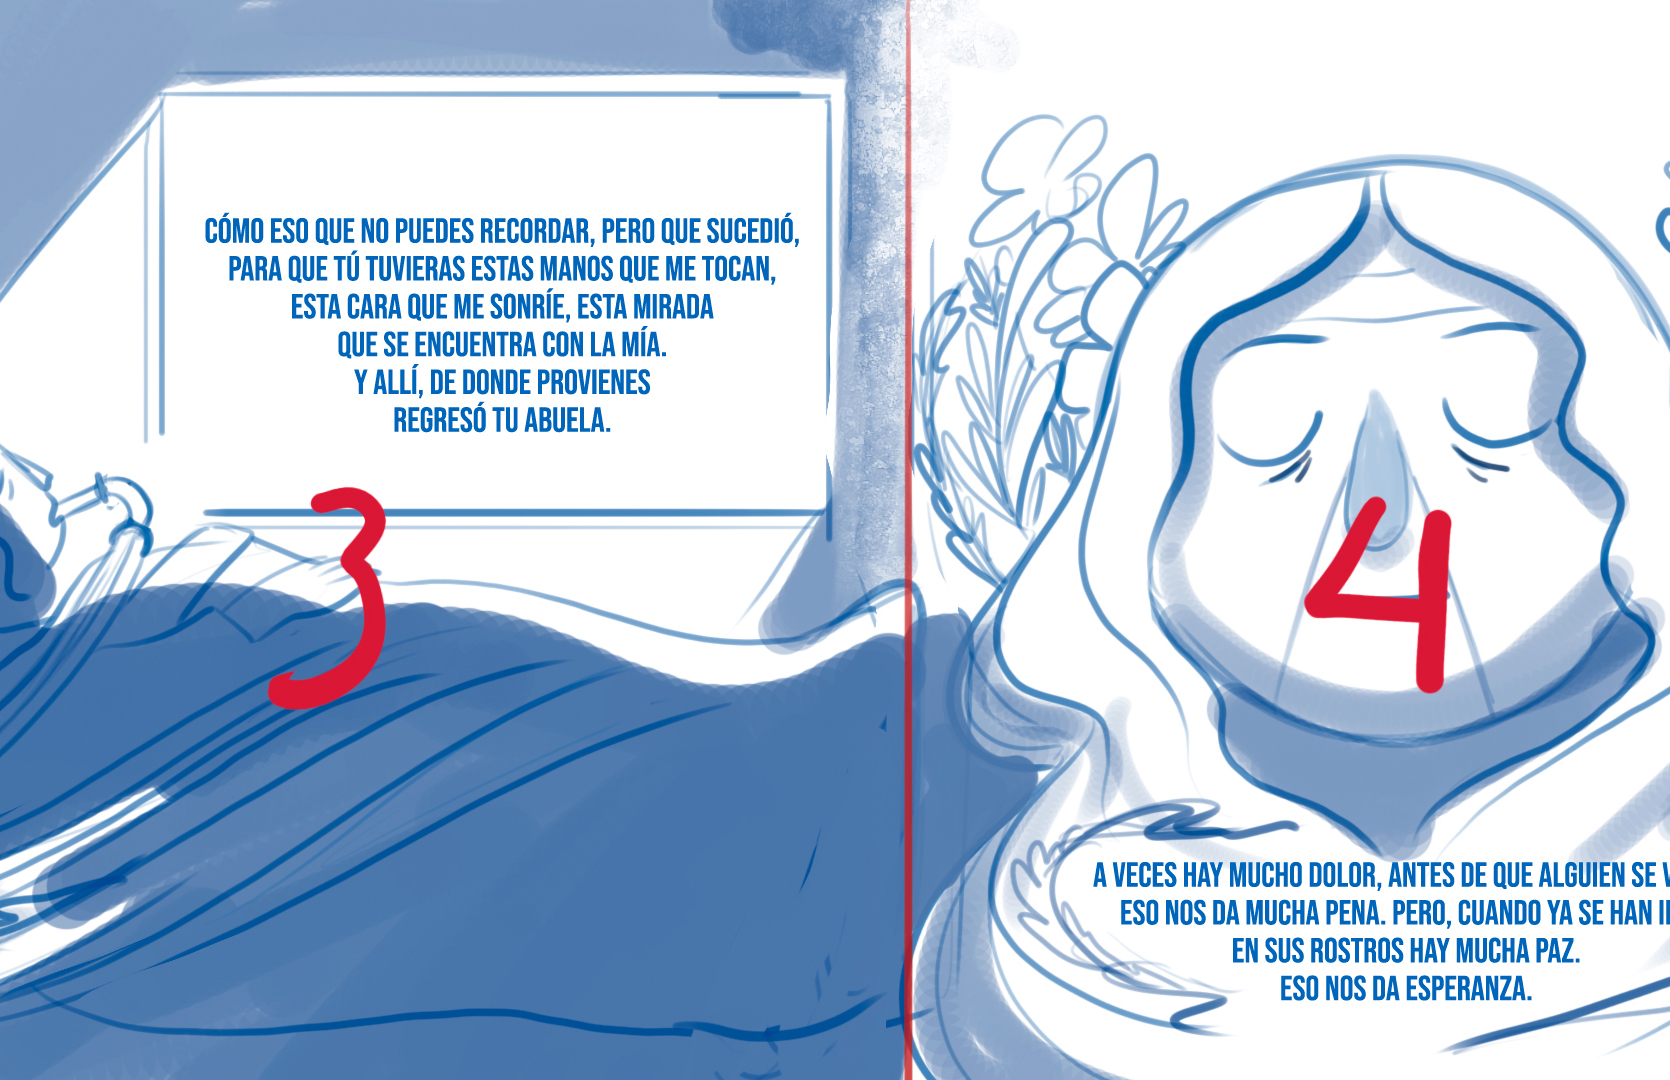 CÓMO ESO QUE NO PUEDES RECORDAR, PERO QUE SUCEDIÓ,
PARA QUE TÚ TUVIERAS ESTAS MANOS QUE ME TOCAN,
ESTA CARA QUE ME SONRÍE, ESTA MIRADA
QUE SE ENCUENTRA CON LA MÍA.
Y ALLÍ, DE DONDE PROVIENES
REGRESÓ TU ABUELA.
3
4
A VECES HAY MUCHO DOLOR, ANTES DE QUE ALGUIEN SE
ESO NOS DA MUCHA PENA. PERO, CUANDO YA SE HAN
EN SUS ROSTROS HAY MUCHA PAZ.
ESO NOS DA ESPERANZA.